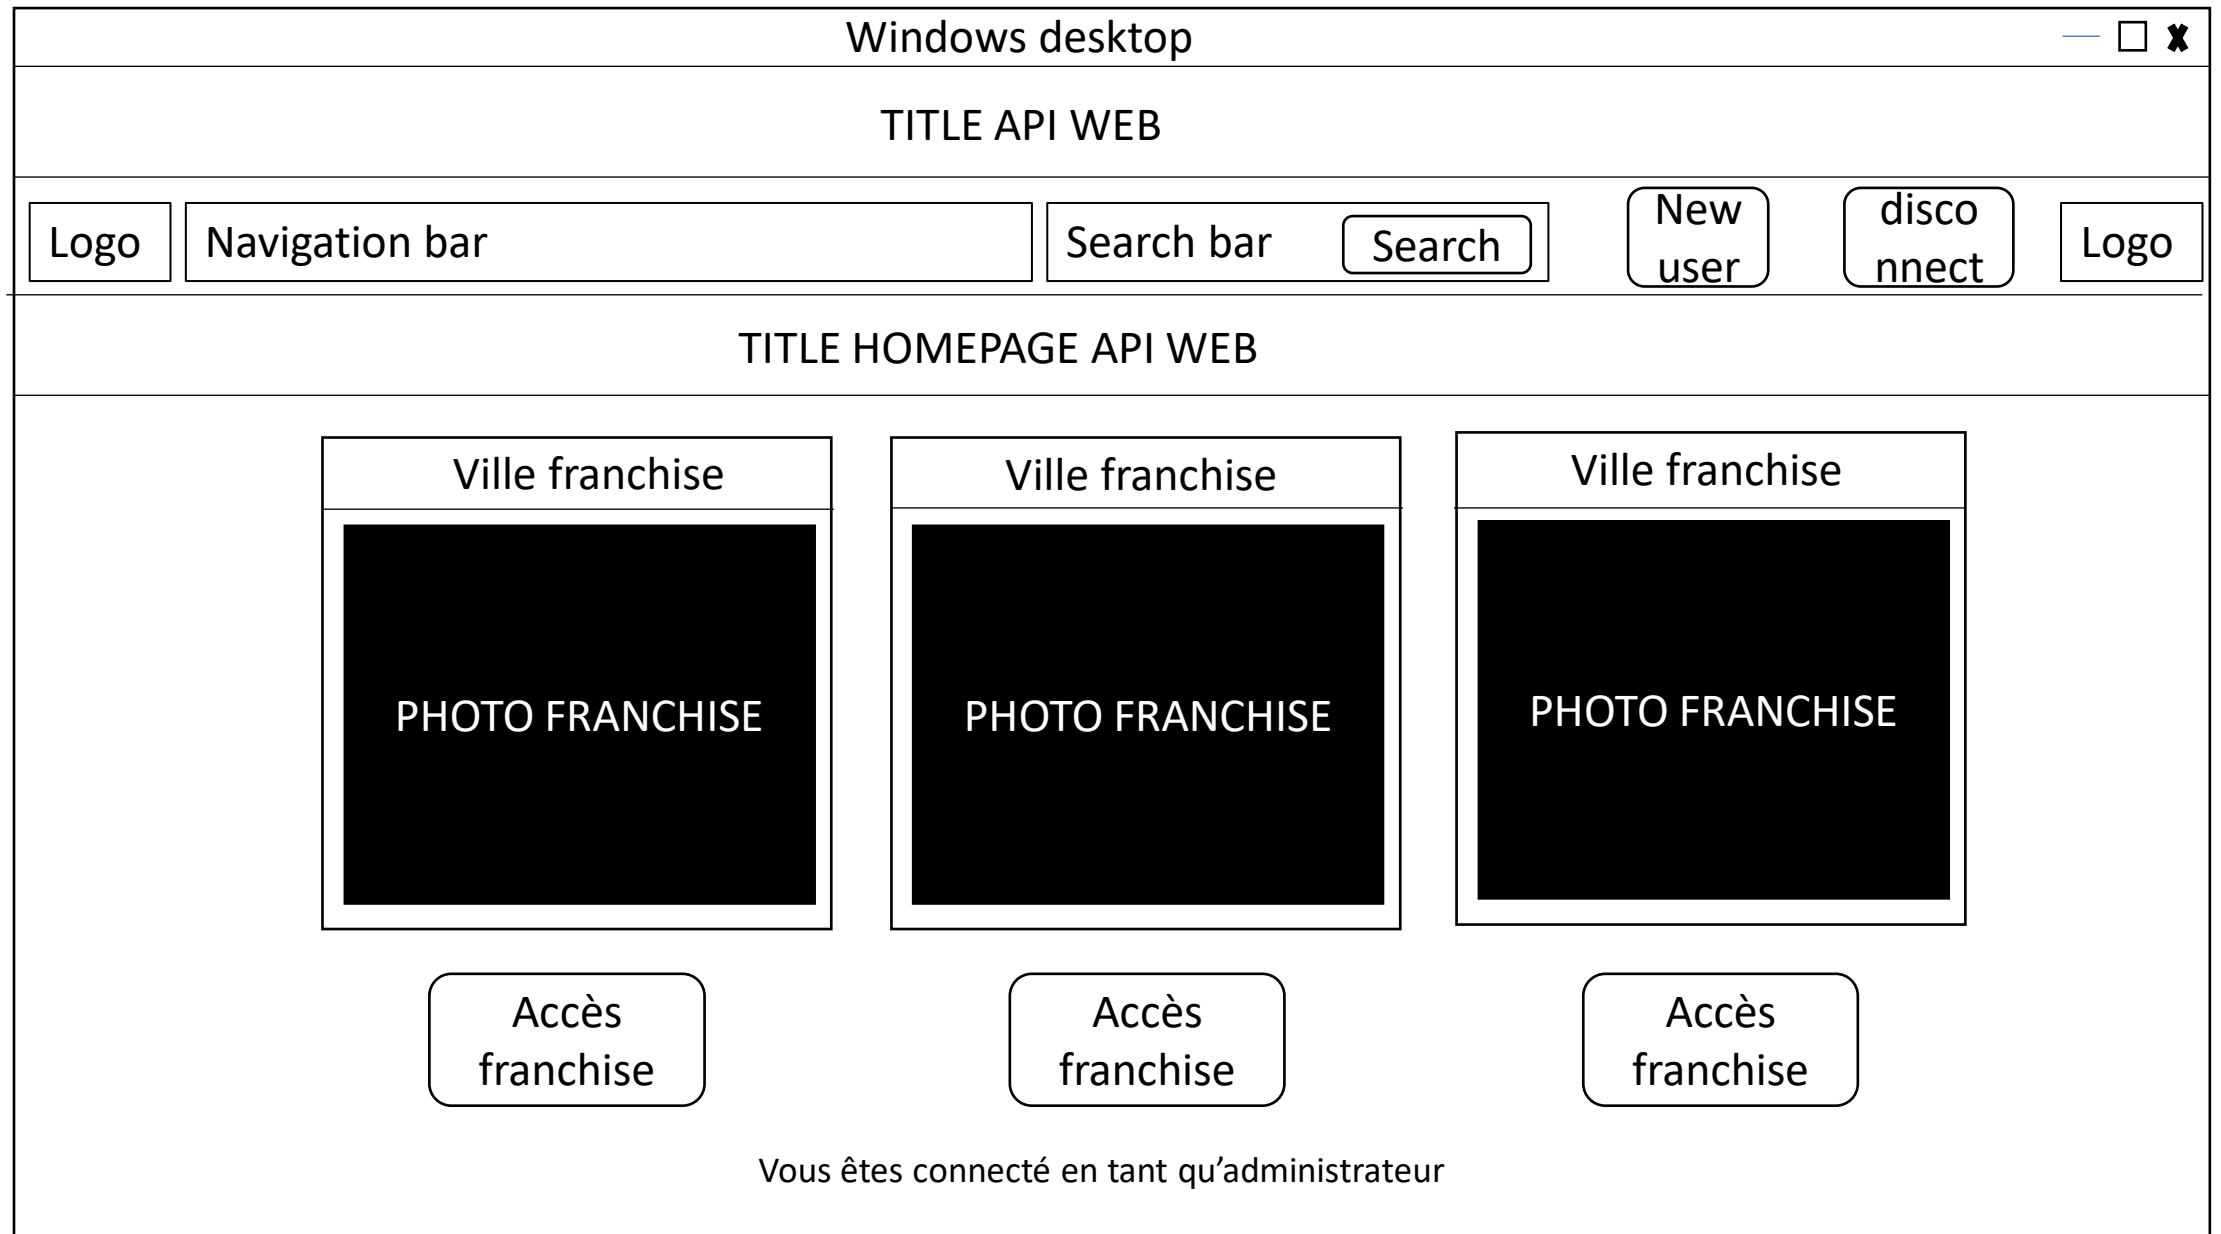 Windows desktop
TITLE API WEB
Logo
Navigation bar
Search bar
Search
New
user
disco
nnect
Logo
TITLE HOMEPAGE API WEB
Ville franchise
Ville franchise
Ville franchise
PHOTO FRANCHISE
PHOTO FRANCHISE
PHOTO FRANCHISE
Accès
franchise
Accès
franchise
Accès
franchise
Vous êtes connecté en tant qu’administrateur